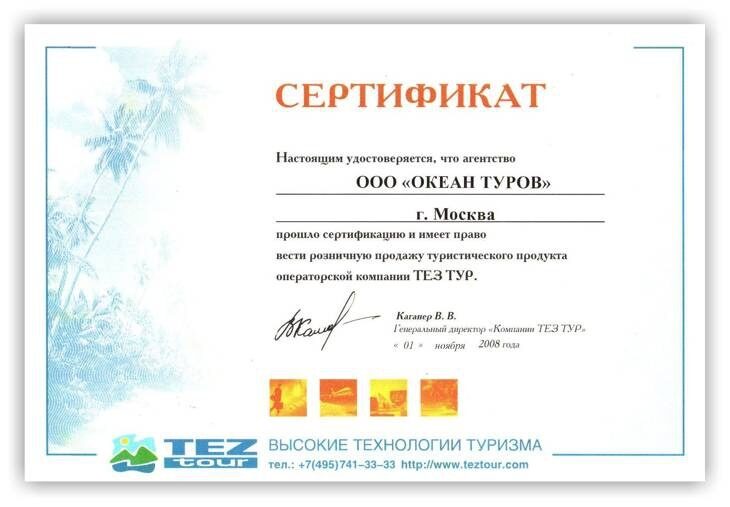 СЕРТИФИКАТ
Настоящим удостоверяется, что агентство
ООО «ОКЕАН ТУРОВ»
г. Москва
прошло сертификацию и имеет право
вести розничную продажу туристического продукта
операторской компании ТЕЗ ТУР.
Каганер В. В.
Генеральный директор «Компании ТЕЗ ТУР»
« 01 » ноября 2008 года
TEZ
tour
ВЫСОКИЕ ТЕХНОЛОГИИ ТУРИЗМА
тел.: +7(495)741–33–33 http://www.teztour.com